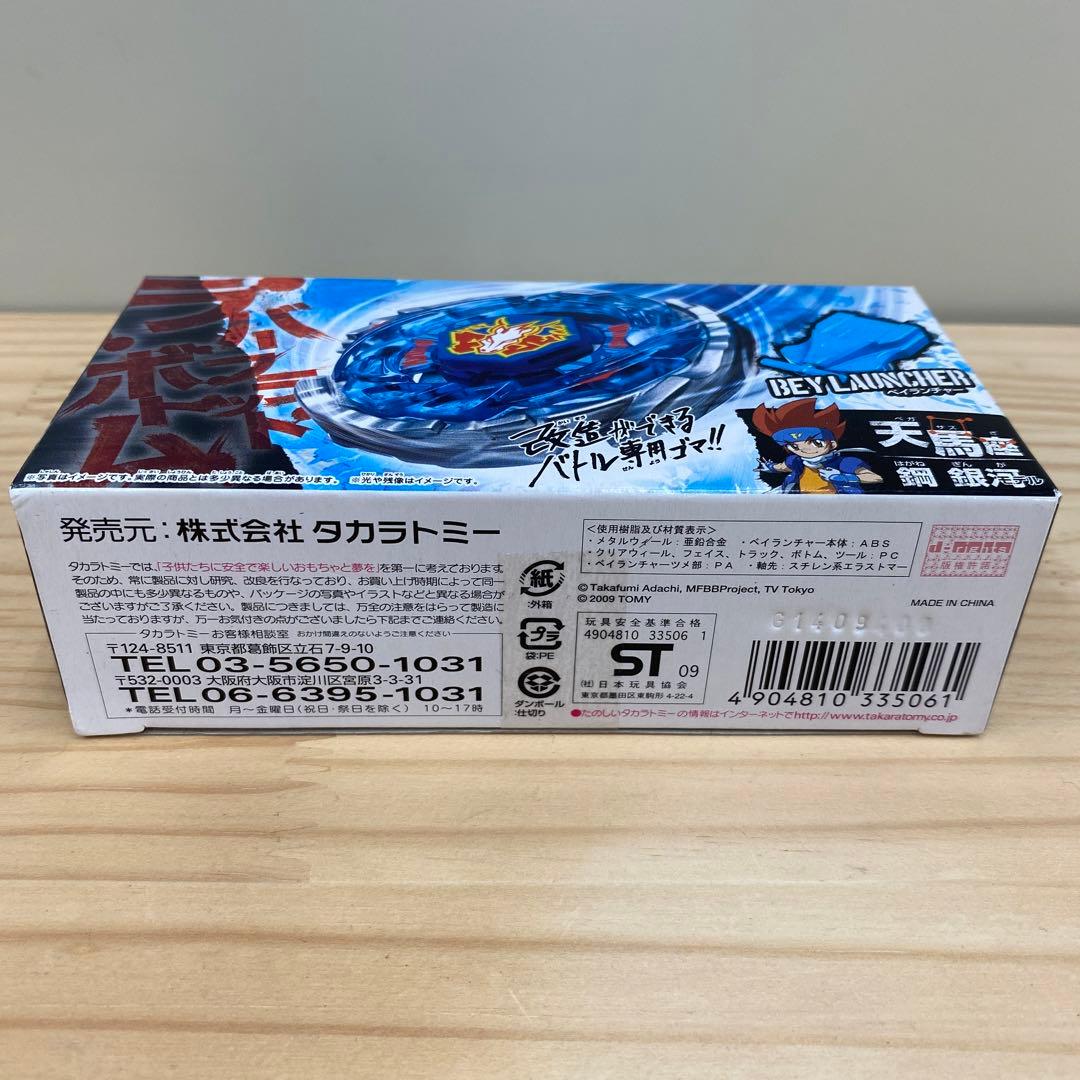 改造ができる
かいぞう
バトル専用ゴマ!!
せんよう
BEY LAUNCHER
ベイランチャー
天馬座
鋼 銀河
はがね ぎんが
モデル
※写真はイメージです。実際の商品とは多少異なる場合があります。 ※光や残像はイメージです。
発売元:株式会社 タカラトミー
タカラトミーでは、「子供たちに安全で楽しいおもちゃと夢を」を第一に考えております。
そのため、常に製品に対し研究、改良を行なっており、お買い上げ時期によって同一
製品の中にも多少異なるものや、パッケージの写真やイラストなどと異なる場合が
ございますがご了承ください。製品につきましては、万全の注意をはらって製造に
当たっておりますが、万一お気付きの点がございましたら下記までご連絡ください。
タカラトミーお客様相談室 おかけ間違えのないようご注意ください
〒124-8511 東京都葛飾区立石7-9-10
TEL03-5650-1031
〒532-0003 大阪府大阪市淀川区宮原3-3-31
TEL06-6395-1031
*電話受付時間 月〜金曜日(祝日・祭日を除く) 10〜17時
紙
:外箱
プラ
袋:PE
ダンボール
:仕切り
<使用樹脂及び材質表示>
・メタルウィール:亜鉛合金 ・ベイランチャー本体:ABS
・クリアウィール、フェイス、トラック、ボトム、ツール:PC
・ベイランチャーツメ部:PA ・軸先:スチレン系エラストマー
d-rights
版権許諾
© Takafumi Adachi, MFBBProject, TV Tokyo
© 2009 TOMY
MADE IN CHINA
玩具安全基準合格
4904810 33506 1
ST 09
(社)日本玩具協会
東京都墨田区東駒形4-22-4
4 904810 335061
●たのしいタカラトミーの情報はインターネットでhttp://www.takaratomy.co.jp